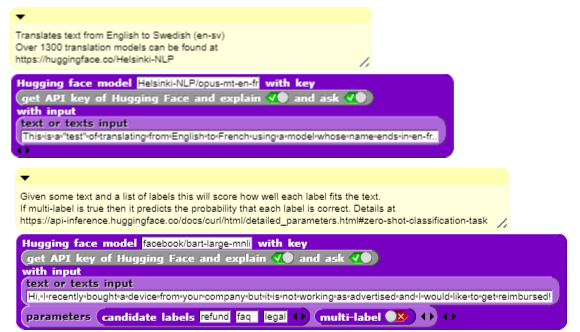 Translates text from English to Swedish (en-sv)
Over 1300 translation models can be found at
https://huggingface.co/Helsinki-NLP
Hugging face model Helsinki-NLP/opus-mt-en-fr with key
get API key of Hugging Face and explain and ask
with input
text or texts input
This is a "test" of translating from English to French using a model whose name ends in en-fr.
Given some text and a list of labels this will score how well each label fits the text.
If multi-label is true then it predicts the probability that each label is correct. Details at
https://api-inference.huggingface.co/docs/curl/html/detailed_parameters.html#zero-shot-classification-task
Hugging face model facebook/bart-large-mnli with key
get API key of Hugging Face and explain and ask
with input
text or texts input
Hi, I recently bought a device from your company but it is not working as advertised and I would like to get reimbursed!
parameters candidate labels refund faq legal multi-label